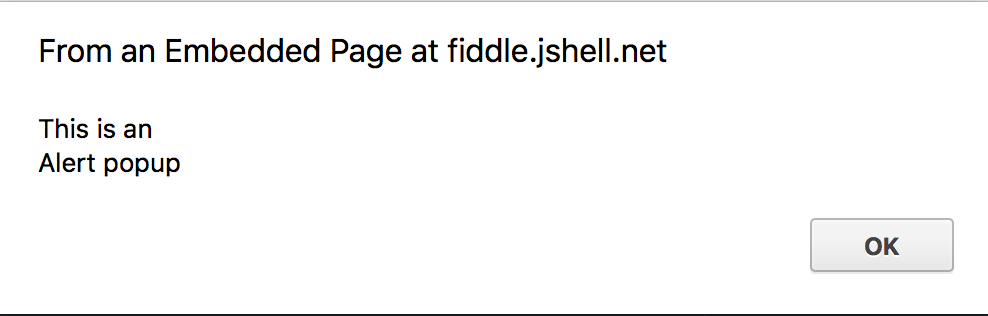 From an Embedded Page at fiddle.jshell.net
This is an
Alert popup
OK